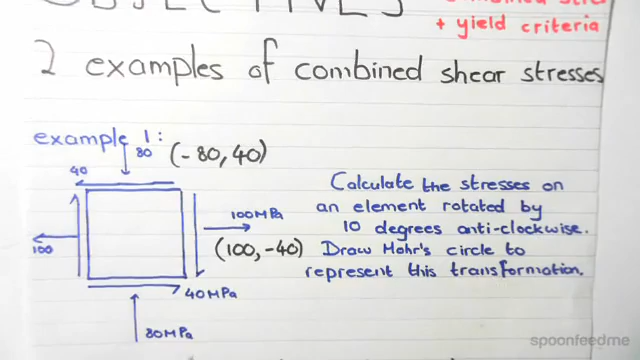 OBJECTIVES
+ yield criteria
2 examples of combined shear stresses
example 1:
80
(-80, 40)
40
Calculate the stresses on
an element rotated by
10 degrees anti-clockwise.
Draw Mohr's circle to
represent this transformation.
100MPa
100
(100, -40)
40MPa
80MPa
spoonfeedme